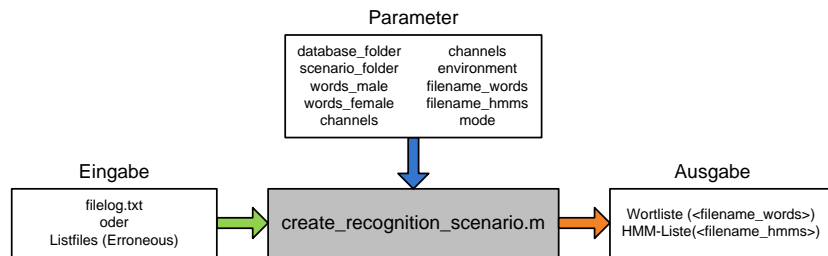 Parameter
database_folder
scenario_folder
words_male
words_female
channels
channels
environment
filename_words
filename_hmms
mode
Eingabe
filelog.txt
oder
Listfiles (Erroneous)
create_recognition_scenario.m
Ausgabe
Wortliste (<filename_words>)
HMM-Liste(<filename_hmms>)